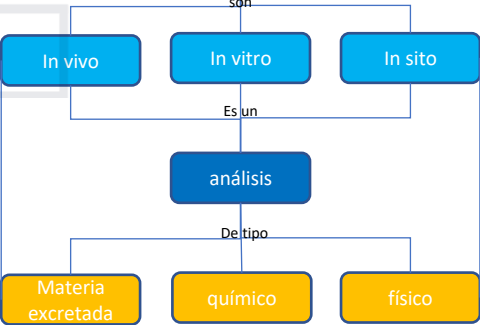 son
In vivo
In vitro
In sito
Es un
análisis
De tipo
Materia
excretada
químico
físico